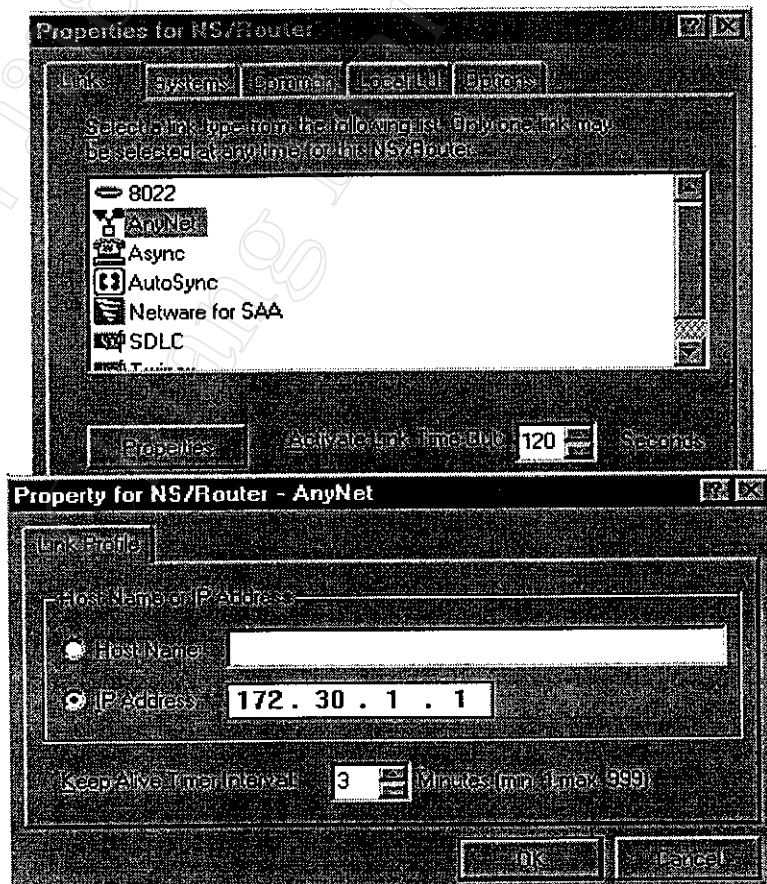 Properties for NS/Router
Links Systems Common Local LU Options
Select a link type from the following list. Only one link may
be selected at any time for this NS/Router.
8022
AnyNet
Async
AutoSync
Netware for SAA
SDLC
Properties Activate Link Time Out: 120 Seconds
Property for NS/Router - AnyNet
Link Profile
Host Name or IP Address
Host Name:
IP Address: 172 . 30 . 1 . 1
Keep Alive Timer Interval: 3 Minutes (min. 1 max. 999)
OK Cancel